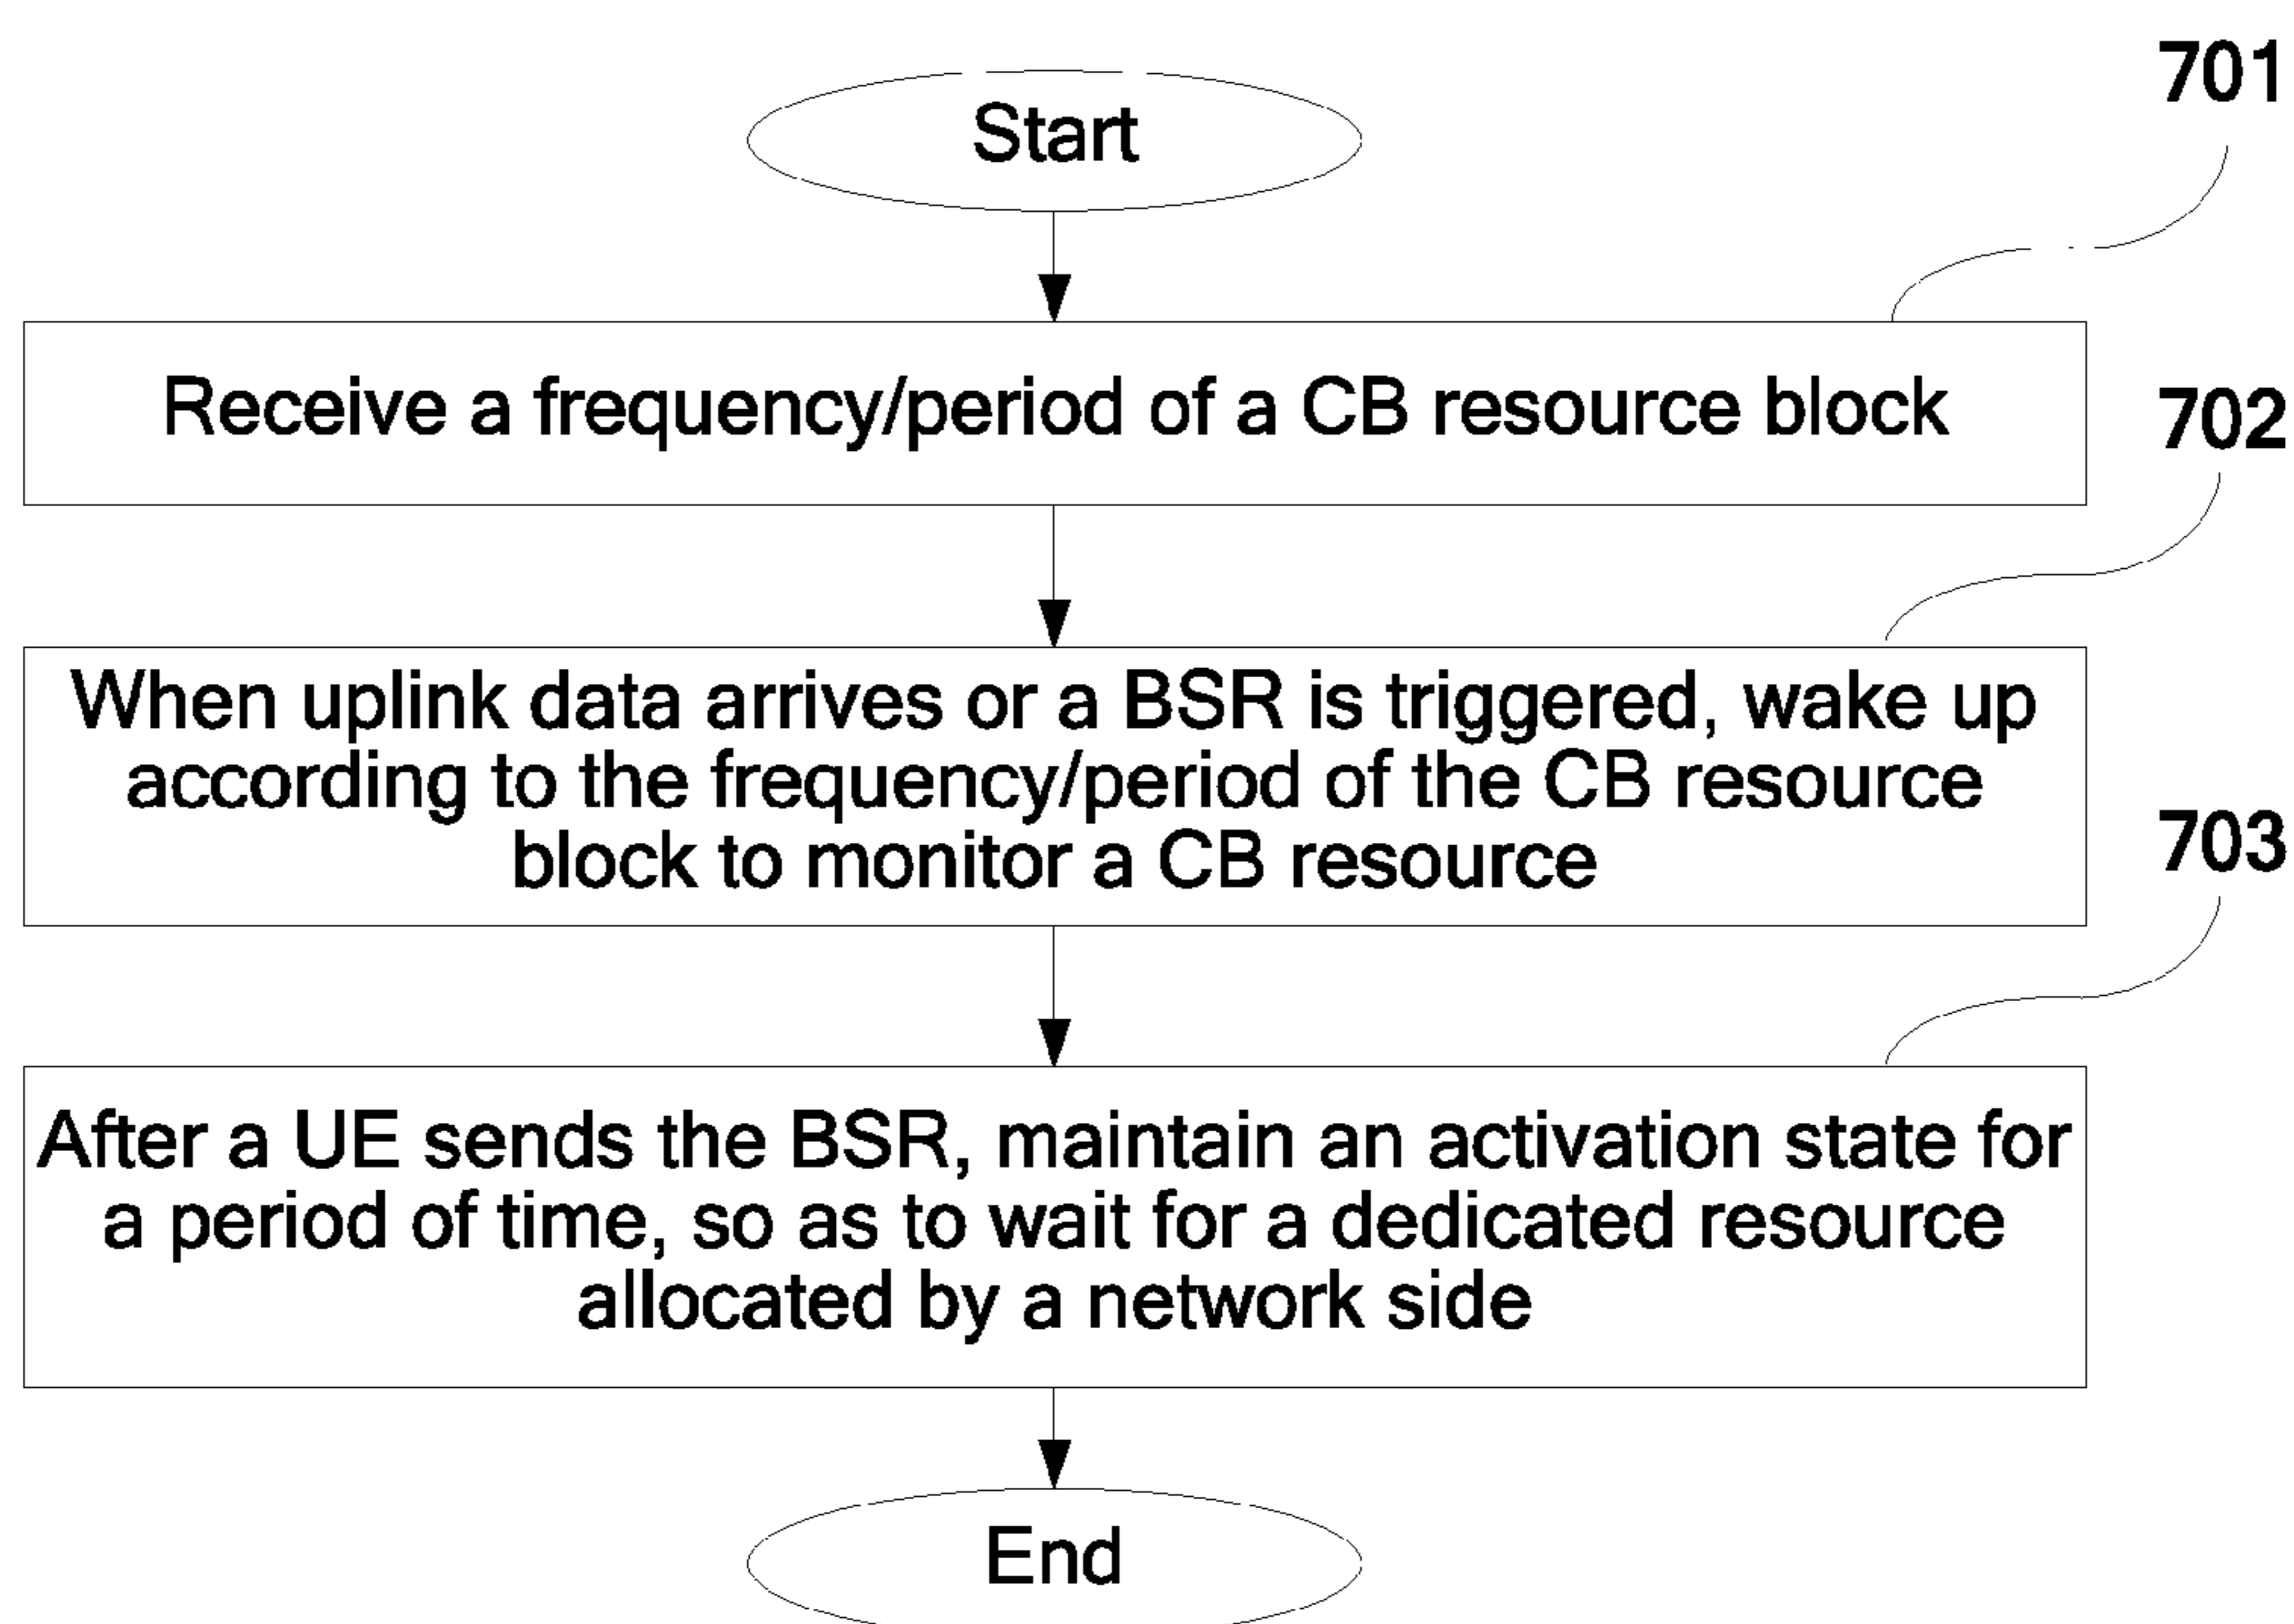 701
Start
Receive a frequency/period of a CB resource block
702
When uplink data arrives or a BSR is triggered, wake up
according to the frequency/period of the CB resource
block to monitor a CB resource
703
After a UE sends the BSR, maintain an activation state for
a period of time, so as to wait for a dedicated resource
allocated by a network side
End